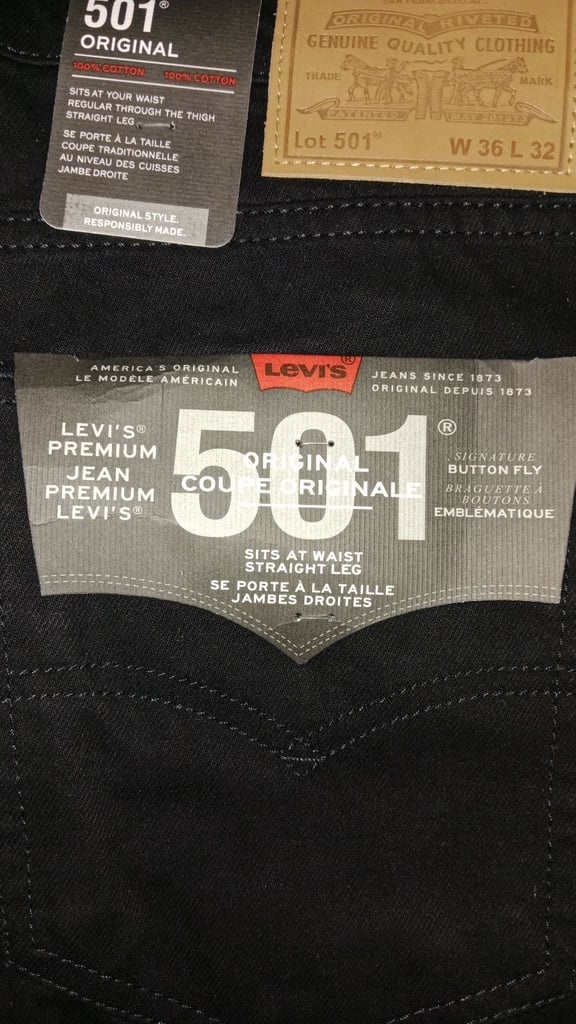 501®
ORIGINAL
100% COTTON 100% COTTON
SITS AT YOUR WAIST
REGULAR THROUGH THE THIGH
STRAIGHT LEG
SE PORTE À LA TAILLE
COUPE TRADITIONNELLE
AU NIVEAU DES CUISSES
JAMBE DROITE
ORIGINAL STYLE.
RESPONSIBLY MADE.
ORIGINAL RIVETED
GENUINE QUALITY CLOTHING
TRADE MARK
PATENTED MAY 20 1873
Lot 501®
W 36 L 32
AMERICA'S ORIGINAL
LE MODÈLE AMÉRICAIN
Levi's®
JEANS SINCE 1873
ORIGINAL DEPUIS 1873
LEVI'S®
PREMIUM
JEAN
PREMIUM
LEVI'S®
501®
ORIGINAL
COUPE ORIGINALE
SIGNATURE
BUTTON FLY
BRAGUETTE À
BOUTONS
EMBLÉMATIQUE
SITS AT WAIST
STRAIGHT LEG
SE PORTE À LA TAILLE
JAMBES DROITES